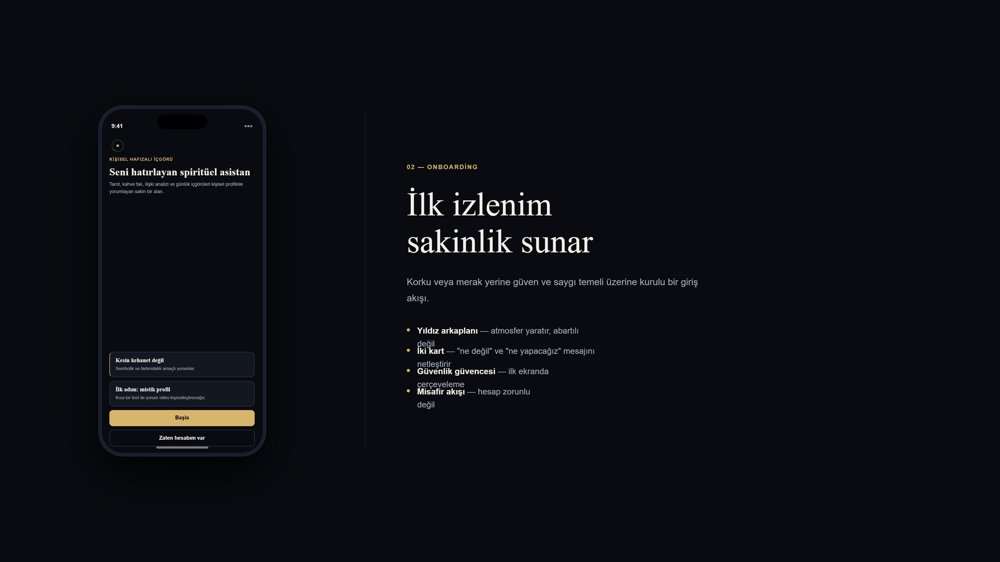 9:41
KİŞİSEL HAFIZALI İÇGÖRÜ
Seni hatırlayan spiritüel asistan
Tarot, kahve falı, ilişki analizi ve günlük içgörüleri kişisel profilinle
yorumlayan sakin bir alan.
Kesin kehanet değil
Sembolik ve farkındalık amaçlı yorumlar.
İlk adım: mistik profil
Kısa bir test ile yorum stilini kişiselleştireceğiz.
Başla
Zaten hesabım var
02 — ONBOARDİNG
İlk izlenim
sakinlik sunar
Korku veya merak yerine güven ve saygı temeli üzerine kurulu bir giriş
akışı.
Yıldız arkaplanı — atmosfer yaratır, abartılı
değil
İki kart — "ne değil" ve "ne yapacağız" mesajını
netleştirir
Güvenlik güvencesi — ilk ekranda
çerçeveleme
Misafir akışı — hesap zorunlu
değil